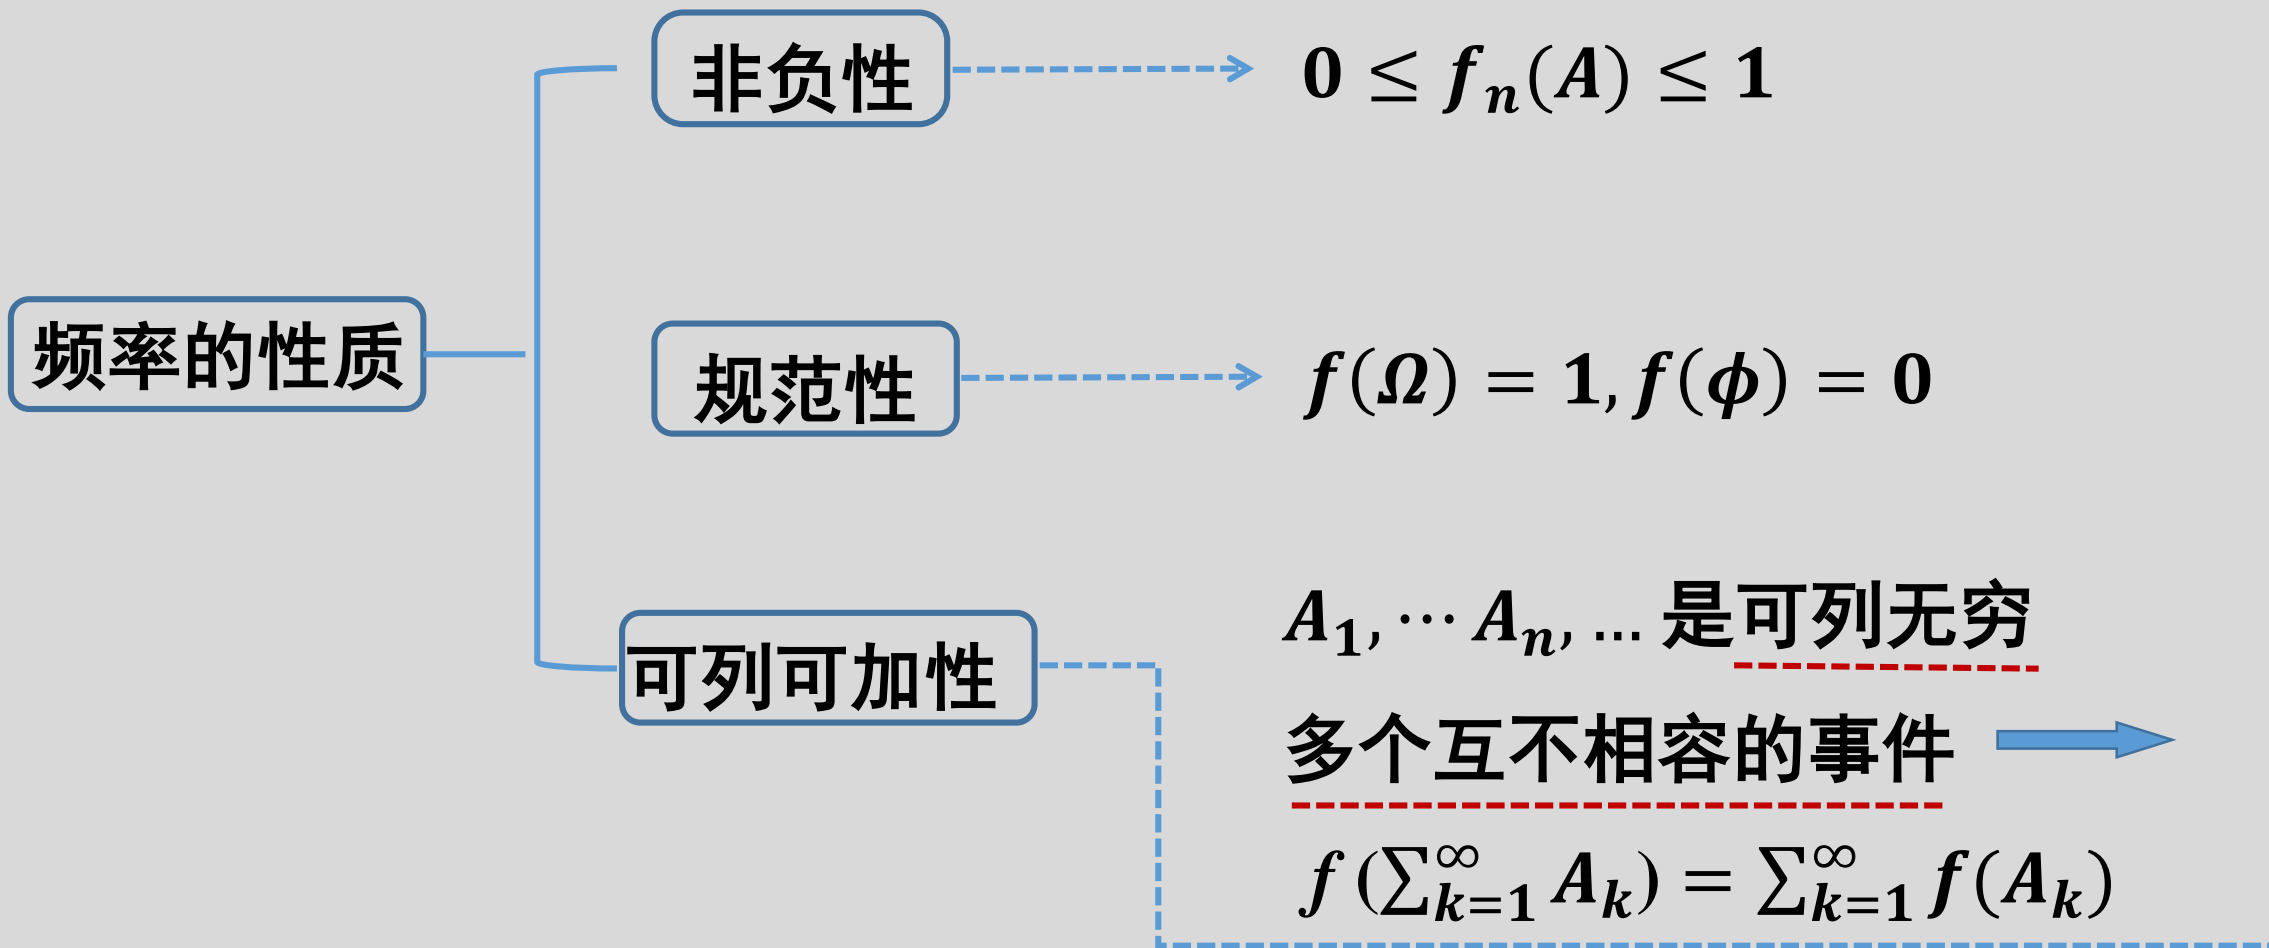 非负性
0 ≤ fₙ(A) ≤ 1
频率的性质
规范性
f(Ω) = 1, f(ϕ) = 0
可列可加性
A₁, ⋯ Aₙ, … 是可列无穷
多个互不相容的事件
f(∑_{k=1}^{∞} A_k) = ∑_{k=1}^{∞} f(A_k)